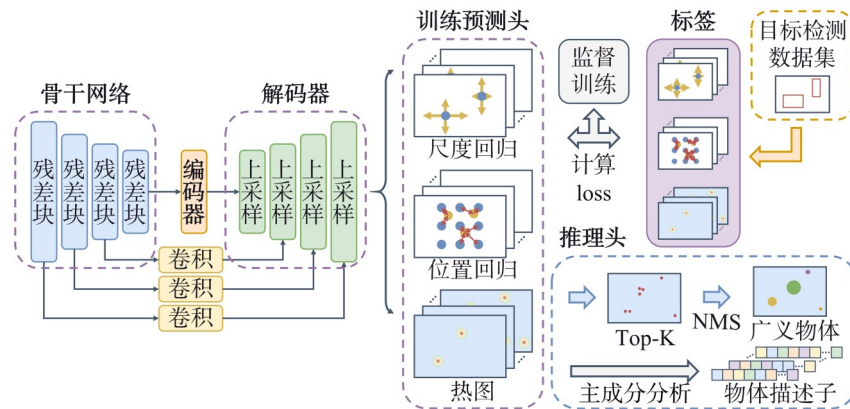 训练预测头
标签
目标检测
数据集
监督
训练
骨干网络
解码器
残差块
残差块
残差块
残差块
编码器
上采样
上采样
上采样
上采样
尺度回归
计算
loss
卷积
卷积
卷积
位置回归
推理头
Top-K
NMS
广义物体
热图
主成分分析
物体描述子